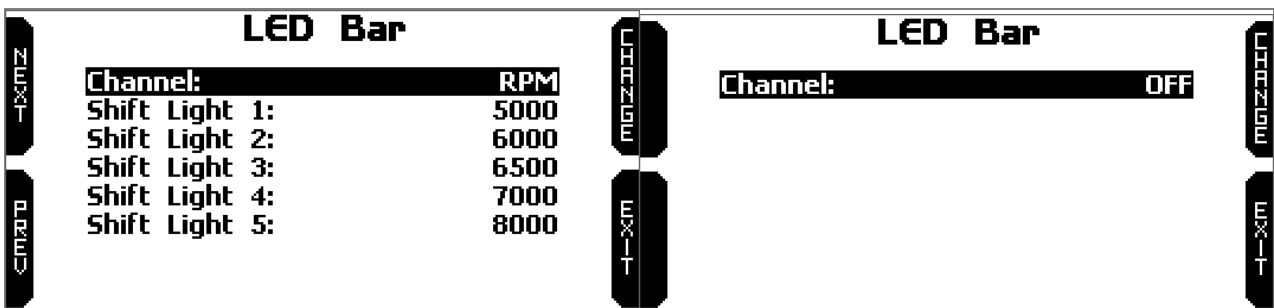 LED Bar
NEXT
CHANGE
Channel: RPM
Shift Light 1: 5000
Shift Light 2: 6000
Shift Light 3: 6500
Shift Light 4: 7000
Shift Light 5: 8000
PREV
EXIT
LED Bar
CHANGE
Channel: OFF
EXIT